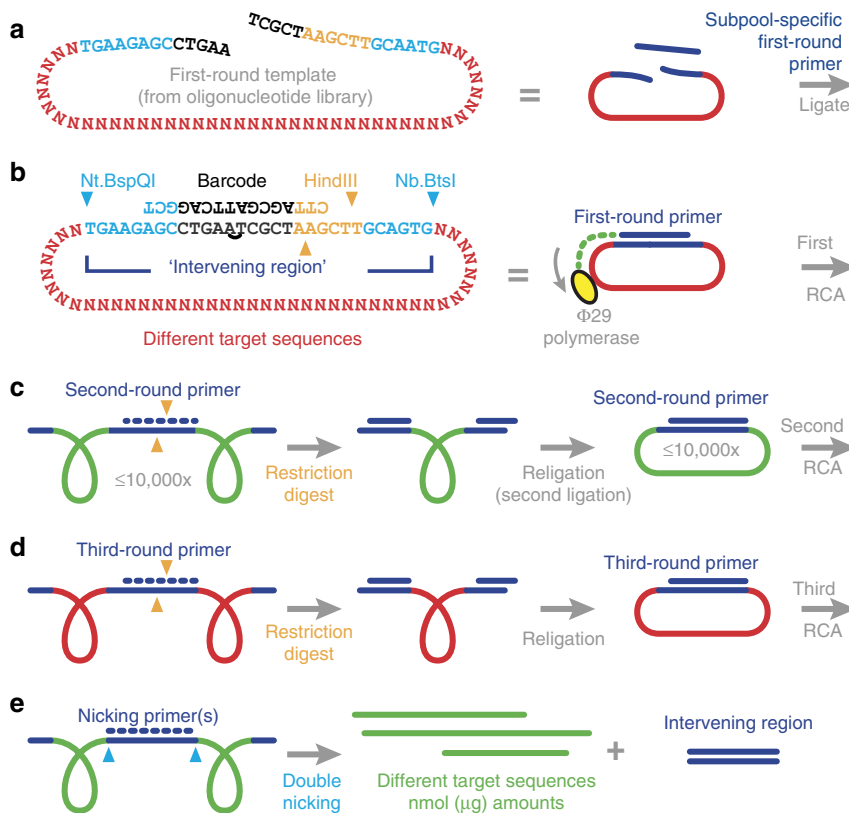 a
TGAAGAGCCCTGAA
TCGCTAAGCTTGCAATG
First-round template
(from oligonucleotide library)
=
Subpool-specific
first-round
primer
Ligate
b
Nt.BspQI
Barcode
HindIII
Nb.BtsI
TGAAGAGCCCTGAATCGCTAAGCTTGCAGTG
'Intervening region'
Different target sequences
=
First-round primer
Φ29
polymerase
First
RCA
c
Second-round primer
≤10,000x
Restriction
digest
Religation
(second ligation)
Second-round primer
≤10,000x
Second
RCA
d
Third-round primer
Restriction
digest
Religation
Third-round primer
Third
RCA
e
Nicking primer(s)
Double
nicking
Different target sequences
nmol (μg) amounts
+
Intervening region